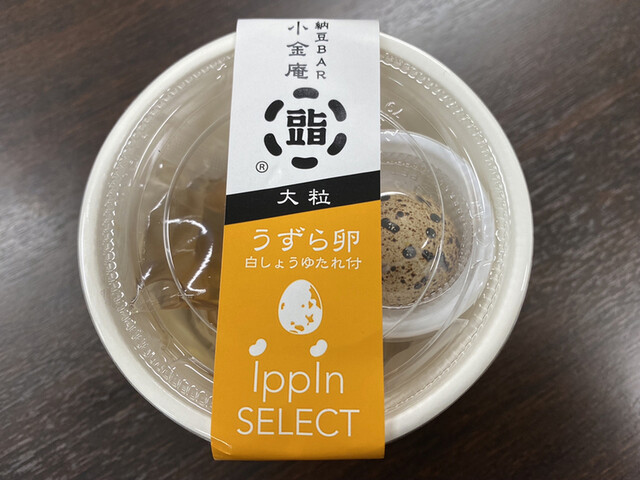 納豆BAR
小金庵
®
大粒
うずら卵
白しょうゆたれ付
IppIn
SELECT